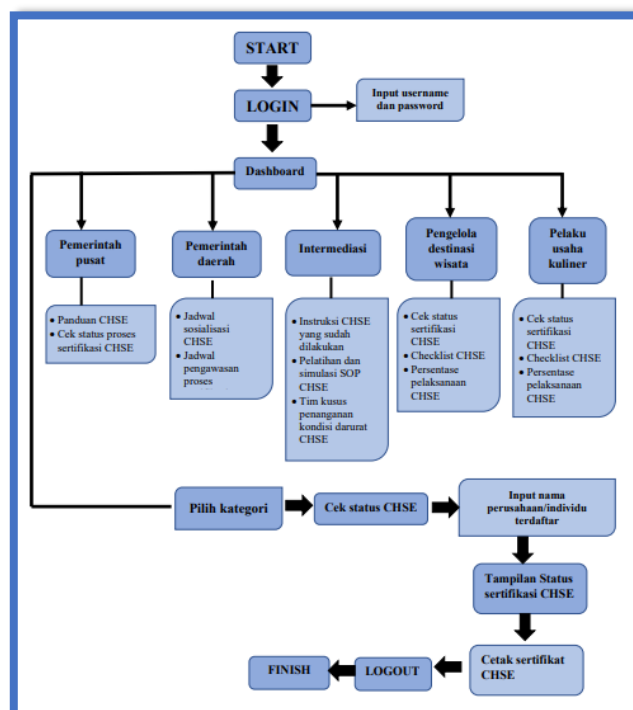 START
LOGIN
Input username
dan password
Dashboard
Pemerintah
pusat
Pemerintah
daerah
Intermediasi
Pengelola
destinasi
wisata
Pelaku
usaha
kuliner
• Panduan CHSE
• Cek status proses
sertifikasi CHSE
• Jadwal
sosialisasi
CHSE
• Jadwal
pengawasan
proses
• Instruksi CHSE
yang sudah
dilakukan
• Pelatihan dan
simulasi SOP
CHSE
• Tim kusus
penanganan
kondisi darurat
CHSE
• Cek status
sertifikasi
CHSE
• Checklist CHSE
• Persentase
pelaksanaan
CHSE
• Cek status
sertifikasi
CHSE
• Checklist CHSE
• Persentase
pelaksanaan
CHSE
Pilih kategori
Cek status CHSE
Input nama
perusahaan/individu
terdaftar
Tampilan Status
sertifikasi CHSE
Cetak sertifikat
CHSE
LOGOUT
FINISH